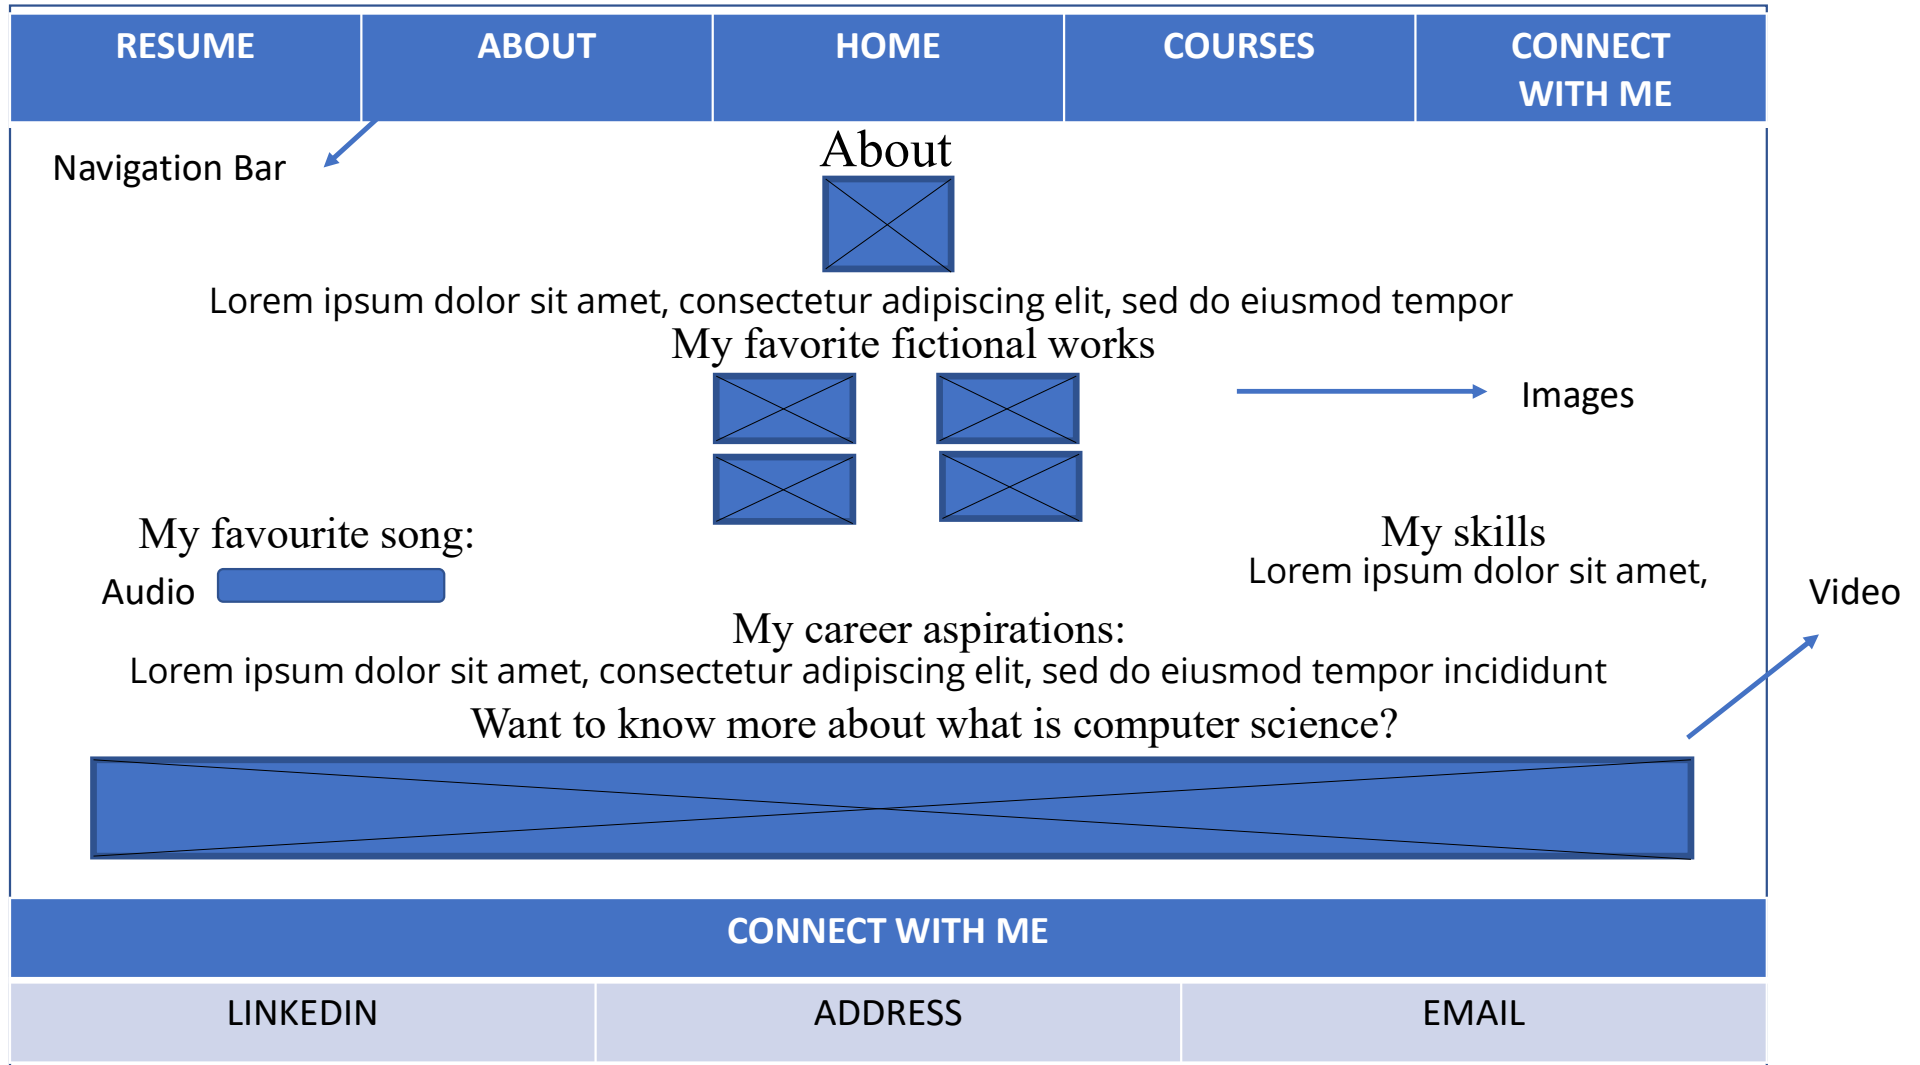 RESUME
ABOUT
HOME
COURSES
CONNECT
WITH ME
Navigation Bar
About
Lorem ipsum dolor sit amet, consectetur adipiscing elit, sed do eiusmod tempor
My favorite fictional works
Images
My favourite song:
Audio
My skills
Lorem ipsum dolor sit amet,
Video
My career aspirations:
Lorem ipsum dolor sit amet, consectetur adipiscing elit, sed do eiusmod tempor incididunt
Want to know more about what is computer science?
CONNECT WITH ME
LINKEDIN
ADDRESS
EMAIL